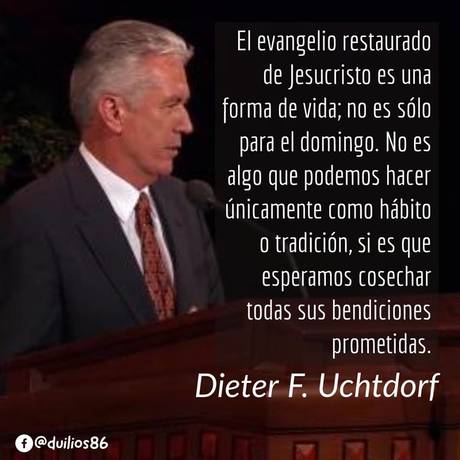 El evangelio restaurado
de Jesucristo es una
forma de vida; no es sólo
para el domingo. No es
algo que podemos hacer
únicamente como hábito
o tradición, si es que
esperamos cosechar
todas sus bendiciones
prometidas.
Dieter F. Uchtdorf
@duilios86